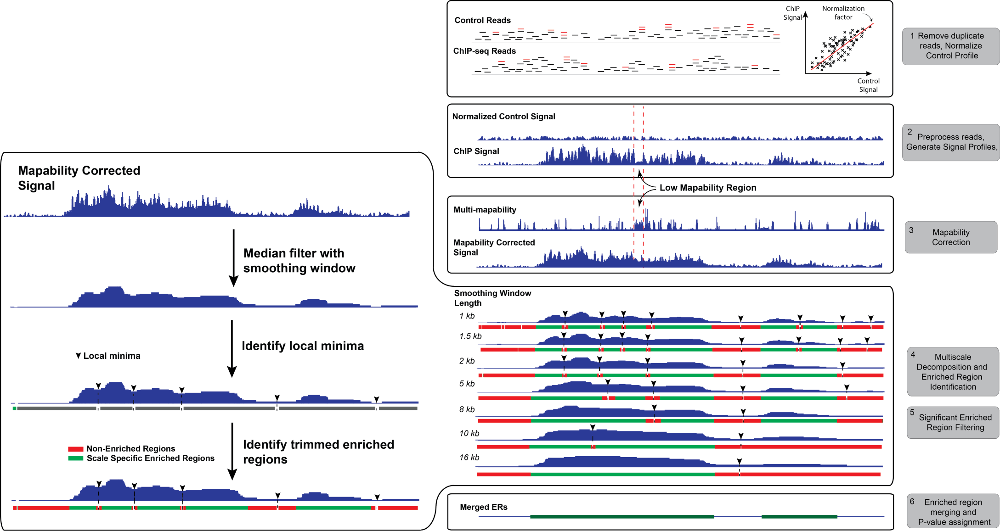 Control Reads
ChIP-seq Reads
ChIP
Signal
Normalization
factor
Control
Signal
1 Remove duplicate
reads, Normalize
Control Profile
Normalized Control Signal
ChIP Signal
2
Preprocess reads,
Generate Signal Profiles,
Low Mapability Region
Multi-mapability
Mapability Corrected
Signal
3
Mapability
Correction
Mapability Corrected
Signal
Median filter with
smoothing window
Identify local minima
Local minima
Identify trimmed enriched
regions
Non-Enriched Regions
Scale Specific Enriched Regions
Smoothing Window
Length
1 kb
1.5 kb
2 kb
5 kb
8 kb
10 kb
16 kb
4
Multiscale
Decomposition and
Enriched Region
Identification
5
Significant Enriched
Region Filtering
Merged ERs
6
Enriched region
merging and
P-value assignment